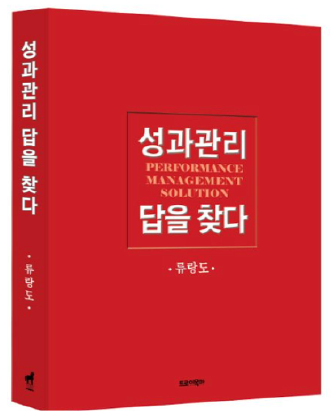 성과관리 답을 찾다
· 류랑도 ·
성과관리
PERFORMANCE
MANAGEMENT
SOLUTION
답을 찾다
· 류랑도 ·